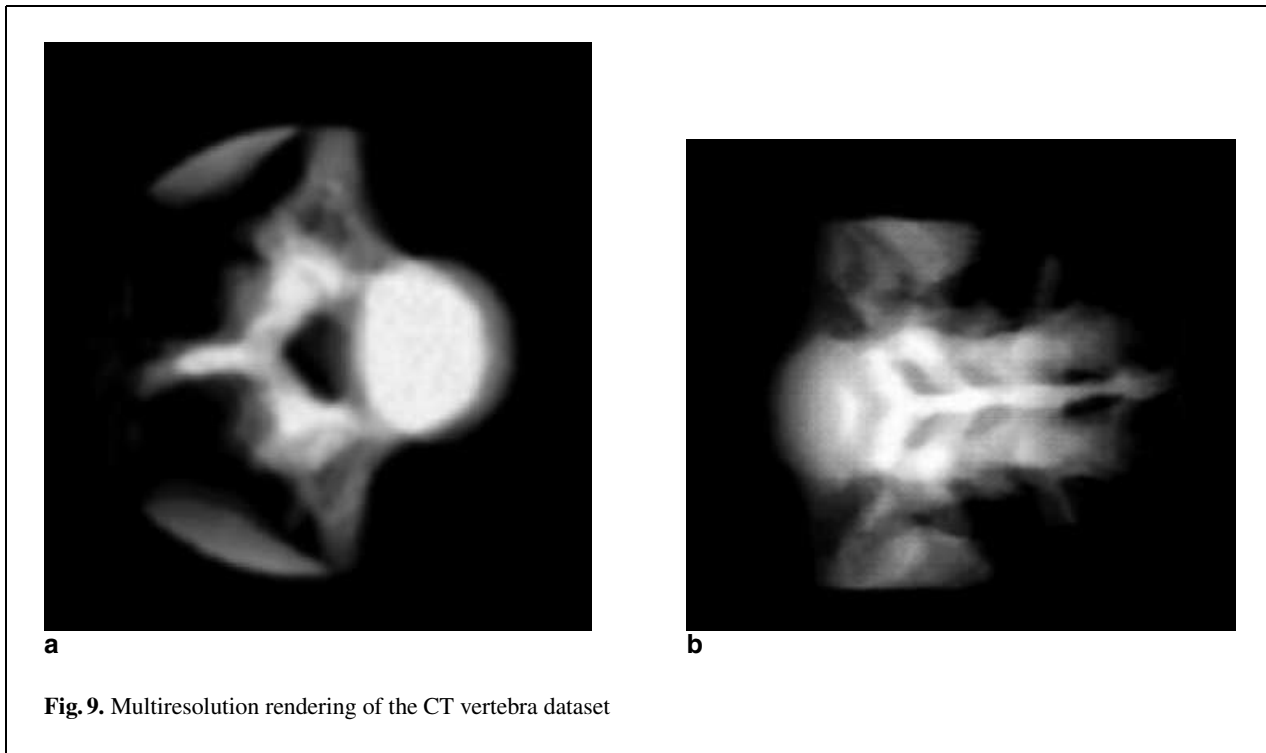 a
b
Fig. 9. Multiresolution rendering of the CT vertebra dataset